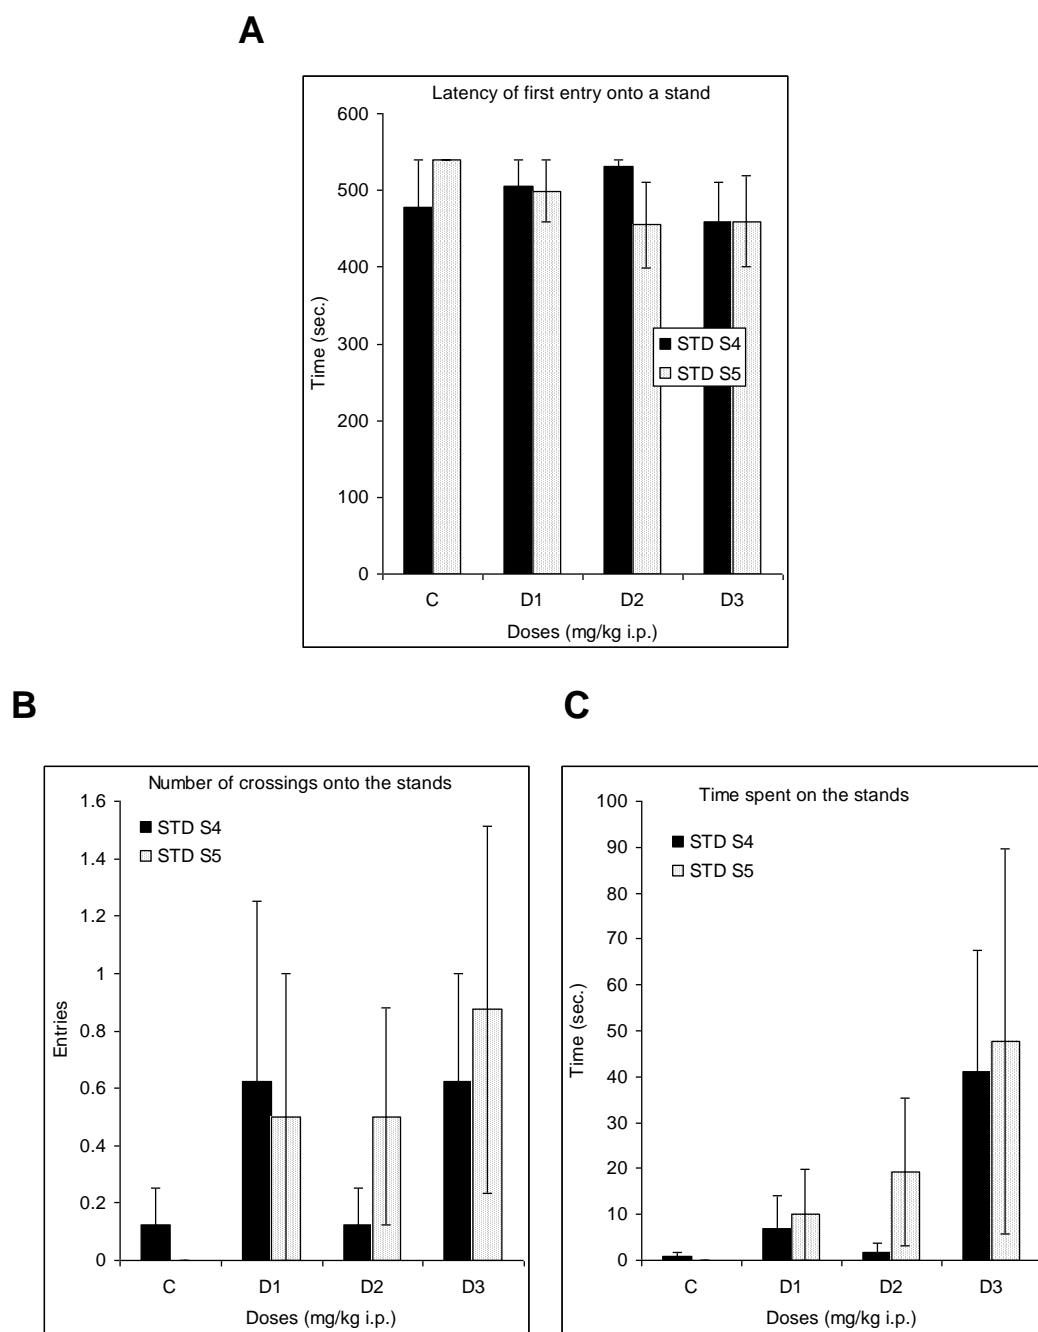 A
Latency of first entry onto a stand
600
500
400
300
200
100
0
Time (sec.)
STD S4
STD S5
C D1 D2 D3
Doses (mg/kg i.p.)
B
Number of crossings onto the stands
1.6
1.4
1.2
1
0.8
0.6
0.4
0.2
0
Entries
STD S4
STD S5
C D1 D2 D3
Doses (mg/kg i.p.)
C
Time spent on the stands
100
90
80
70
60
50
40
30
20
10
0
Time (sec.)
STD S4
STD S5
C D1 D2 D3
Doses (mg/kg i.p.)